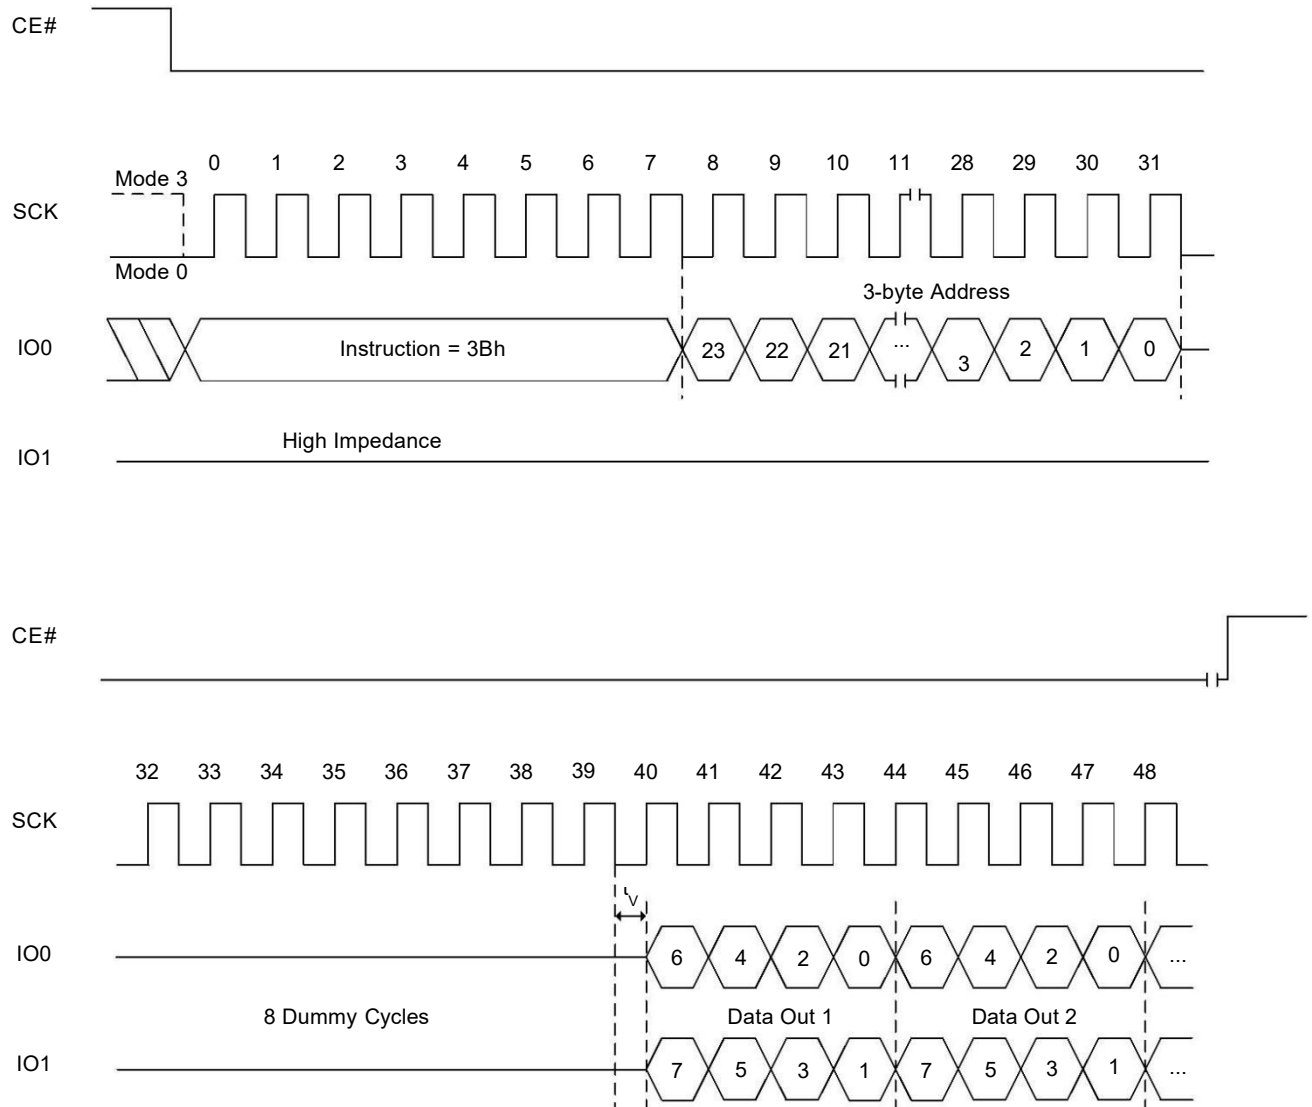 CE#
0 1 2 3 4 5 6 7 8 9 10 11 28 29 30 31
Mode 3
SCK
Mode 0
3-byte Address
IO0 Instruction = 3Bh 23 22 21 ... 3 2 1 0
High Impedance
IO1
CE#
32 33 34 35 36 37 38 39 40 41 42 43 44 45 46 47 48
SCK
V
IO0 6 4 2 0 6 4 2 0 ...
8 Dummy Cycles Data Out 1 Data Out 2
IO1 7 5 3 1 7 5 3 1 ...